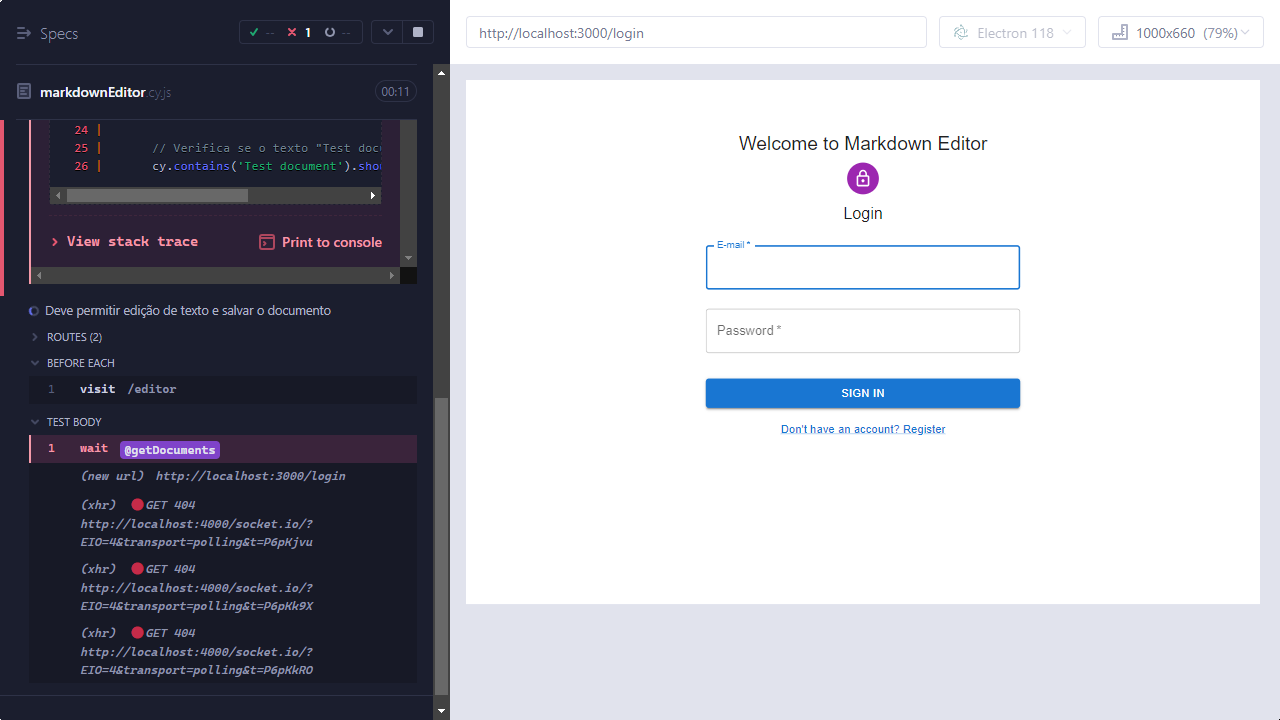 Specs
-- 1 --
markdownEditor.cy.js 00:11
24 |
25 | // Verifica se o texto "Test doc
26 | cy.contains('Test document').shou
View stack trace Print to console
Deve permitir edição de texto e salvar o documento
ROUTES (2)
BEFORE EACH
1 visit /editor
TEST BODY
1 wait @getDocuments
(new url) http://localhost:3000/login
(xhr) GET 404
http://localhost:4000/socket.io/?
EIO=4&transport=polling&t=P6pKjvu
(xhr) GET 404
http://localhost:4000/socket.io/?
EIO=4&transport=polling&t=P6pKk9X
(xhr) GET 404
http://localhost:4000/socket.io/?
EIO=4&transport=polling&t=P6pKkRO
http://localhost:3000/login
Electron 118
1000x660 (79%)
Welcome to Markdown Editor
Login
E-mail *
Password *
SIGN IN
Don't have an account? Register